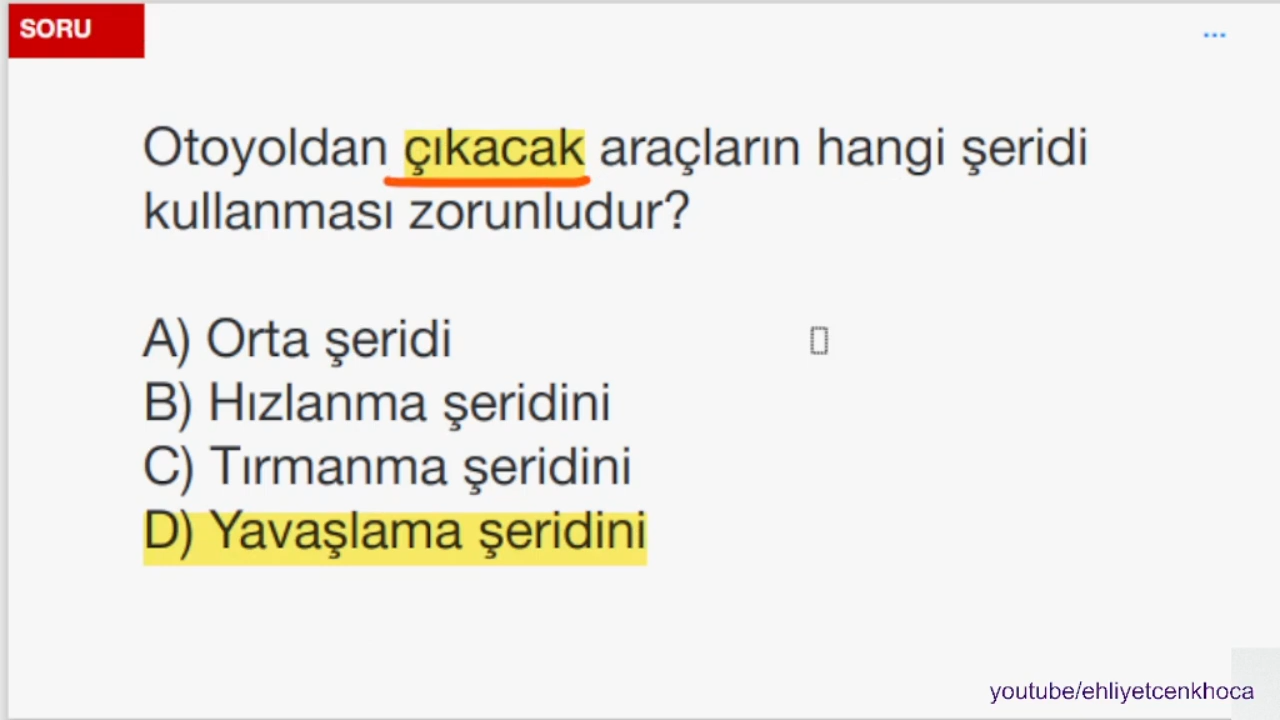 SORU
Otoyoldan çıkacak araçların hangi şeridi
kullanması zorunludur?
A) Orta şeridi
B) Hızlanma şeridini
C) Tırmanma şeridini
D) Yavaşlama şeridini
youtube/ehliyetcenkhoca